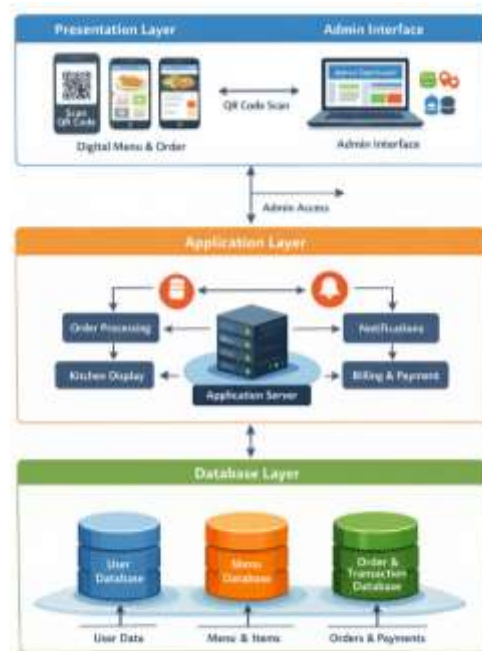 Presentation Layer
Admin Interface
Scan
QR Code
QR Code Scan
Digital Menu & Order
Admin Interface
Admin Access
Application Layer
Order Processing
Notifications
Kitchen Display
Billing & Payment
Application Server
Database Layer
User
Database
Menu
Database
Order &
Transaction
Database
User Data
Menu & Items
Orders & Payments